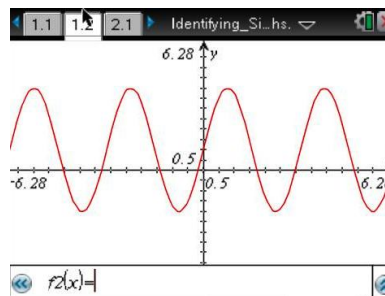 1.1 1.2 2.1 Identifying_Si…hs.
6.28 y
0.5
-6.28 0.5 6.2
f2(x)=